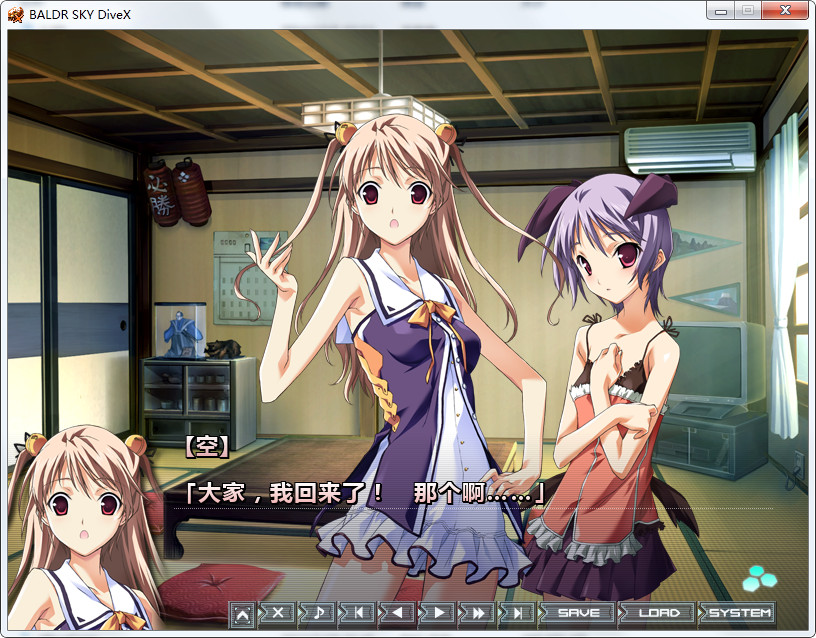 BALDR SKY DiveX
必
勝
【空】
「大家，我回来了！　那个啊……」
SAVE
LOAD
SYSTEM